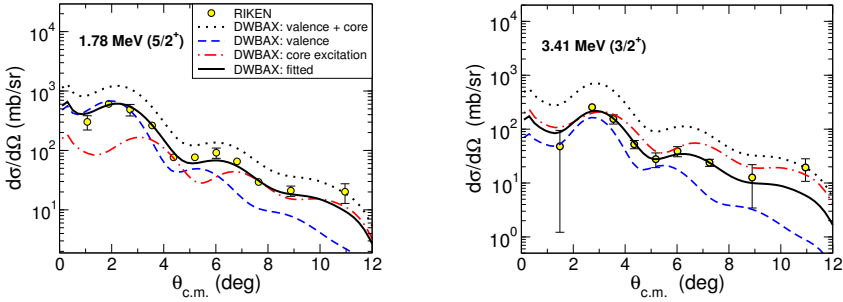 1.78 MeV (5/2⁺)
RIKEN
DWBAX: valence + core
DWBAX: valence
DWBAX: core excitation
DWBAX: fitted
dσ/dΩ (mb/sr)
10⁴
10³
10²
10¹
0 2 4 6 8 10 12
θc.m. (deg)
3.41 MeV (3/2⁺)
dσ/dΩ (mb/sr)
10⁴
10³
10²
10¹
10⁰
0 2 4 6 8 10 12
θc.m. (deg)